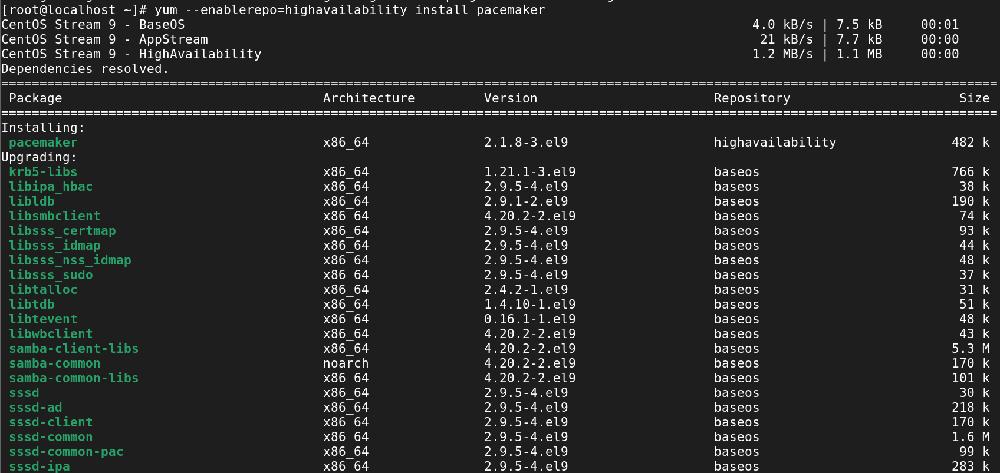 [root@localhost ~]# yum --enablerepo=highavailability install pacemaker
CentOS Stream 9 - BaseOS 4.0 kB/s | 7.5 kB 00:01
CentOS Stream 9 - AppStream 21 kB/s | 7.7 kB 00:00
CentOS Stream 9 - HighAvailability 1.2 MB/s | 1.1 MB 00:00
Dependencies resolved.
================================================================================
Package Architecture Version Repository Size
================================================================================
Installing:
pacemaker x86_64 2.1.8-3.el9 highavailability 482 k
Upgrading:
krb5-libs x86_64 1.21.1-3.el9 baseos 766 k
libipa_hbac x86_64 2.9.5-4.el9 baseos 38 k
libldb x86_64 2.9.1-2.el9 baseos 190 k
libsmbclient x86_64 4.20.2-2.el9 baseos 74 k
libsss_certmap x86_64 2.9.5-4.el9 baseos 93 k
libsss_idmap x86_64 2.9.5-4.el9 baseos 44 k
libsss_nss_idmap x86_64 2.9.5-4.el9 baseos 48 k
libsss_sudo x86_64 2.9.5-4.el9 baseos 37 k
libtalloc x86_64 2.4.2-1.el9 baseos 31 k
libtdb x86_64 1.4.10-1.el9 baseos 51 k
libtevent x86_64 0.16.1-1.el9 baseos 48 k
libwbclient x86_64 4.20.2-2.el9 baseos 43 k
samba-client-libs x86_64 4.20.2-2.el9 baseos 5.3 M
samba-common noarch 4.20.2-2.el9 baseos 170 k
samba-common-libs x86_64 4.20.2-2.el9 baseos 101 k
sssd x86_64 2.9.5-4.el9 baseos 30 k
sssd-ad x86_64 2.9.5-4.el9 baseos 218 k
sssd-client x86_64 2.9.5-4.el9 baseos 170 k
sssd-common x86_64 2.9.5-4.el9 baseos 1.6 M
sssd-common-pac x86_64 2.9.5-4.el9 baseos 99 k
sssd-ipa x86_64 2.9.5-4.el9 baseos 283 k